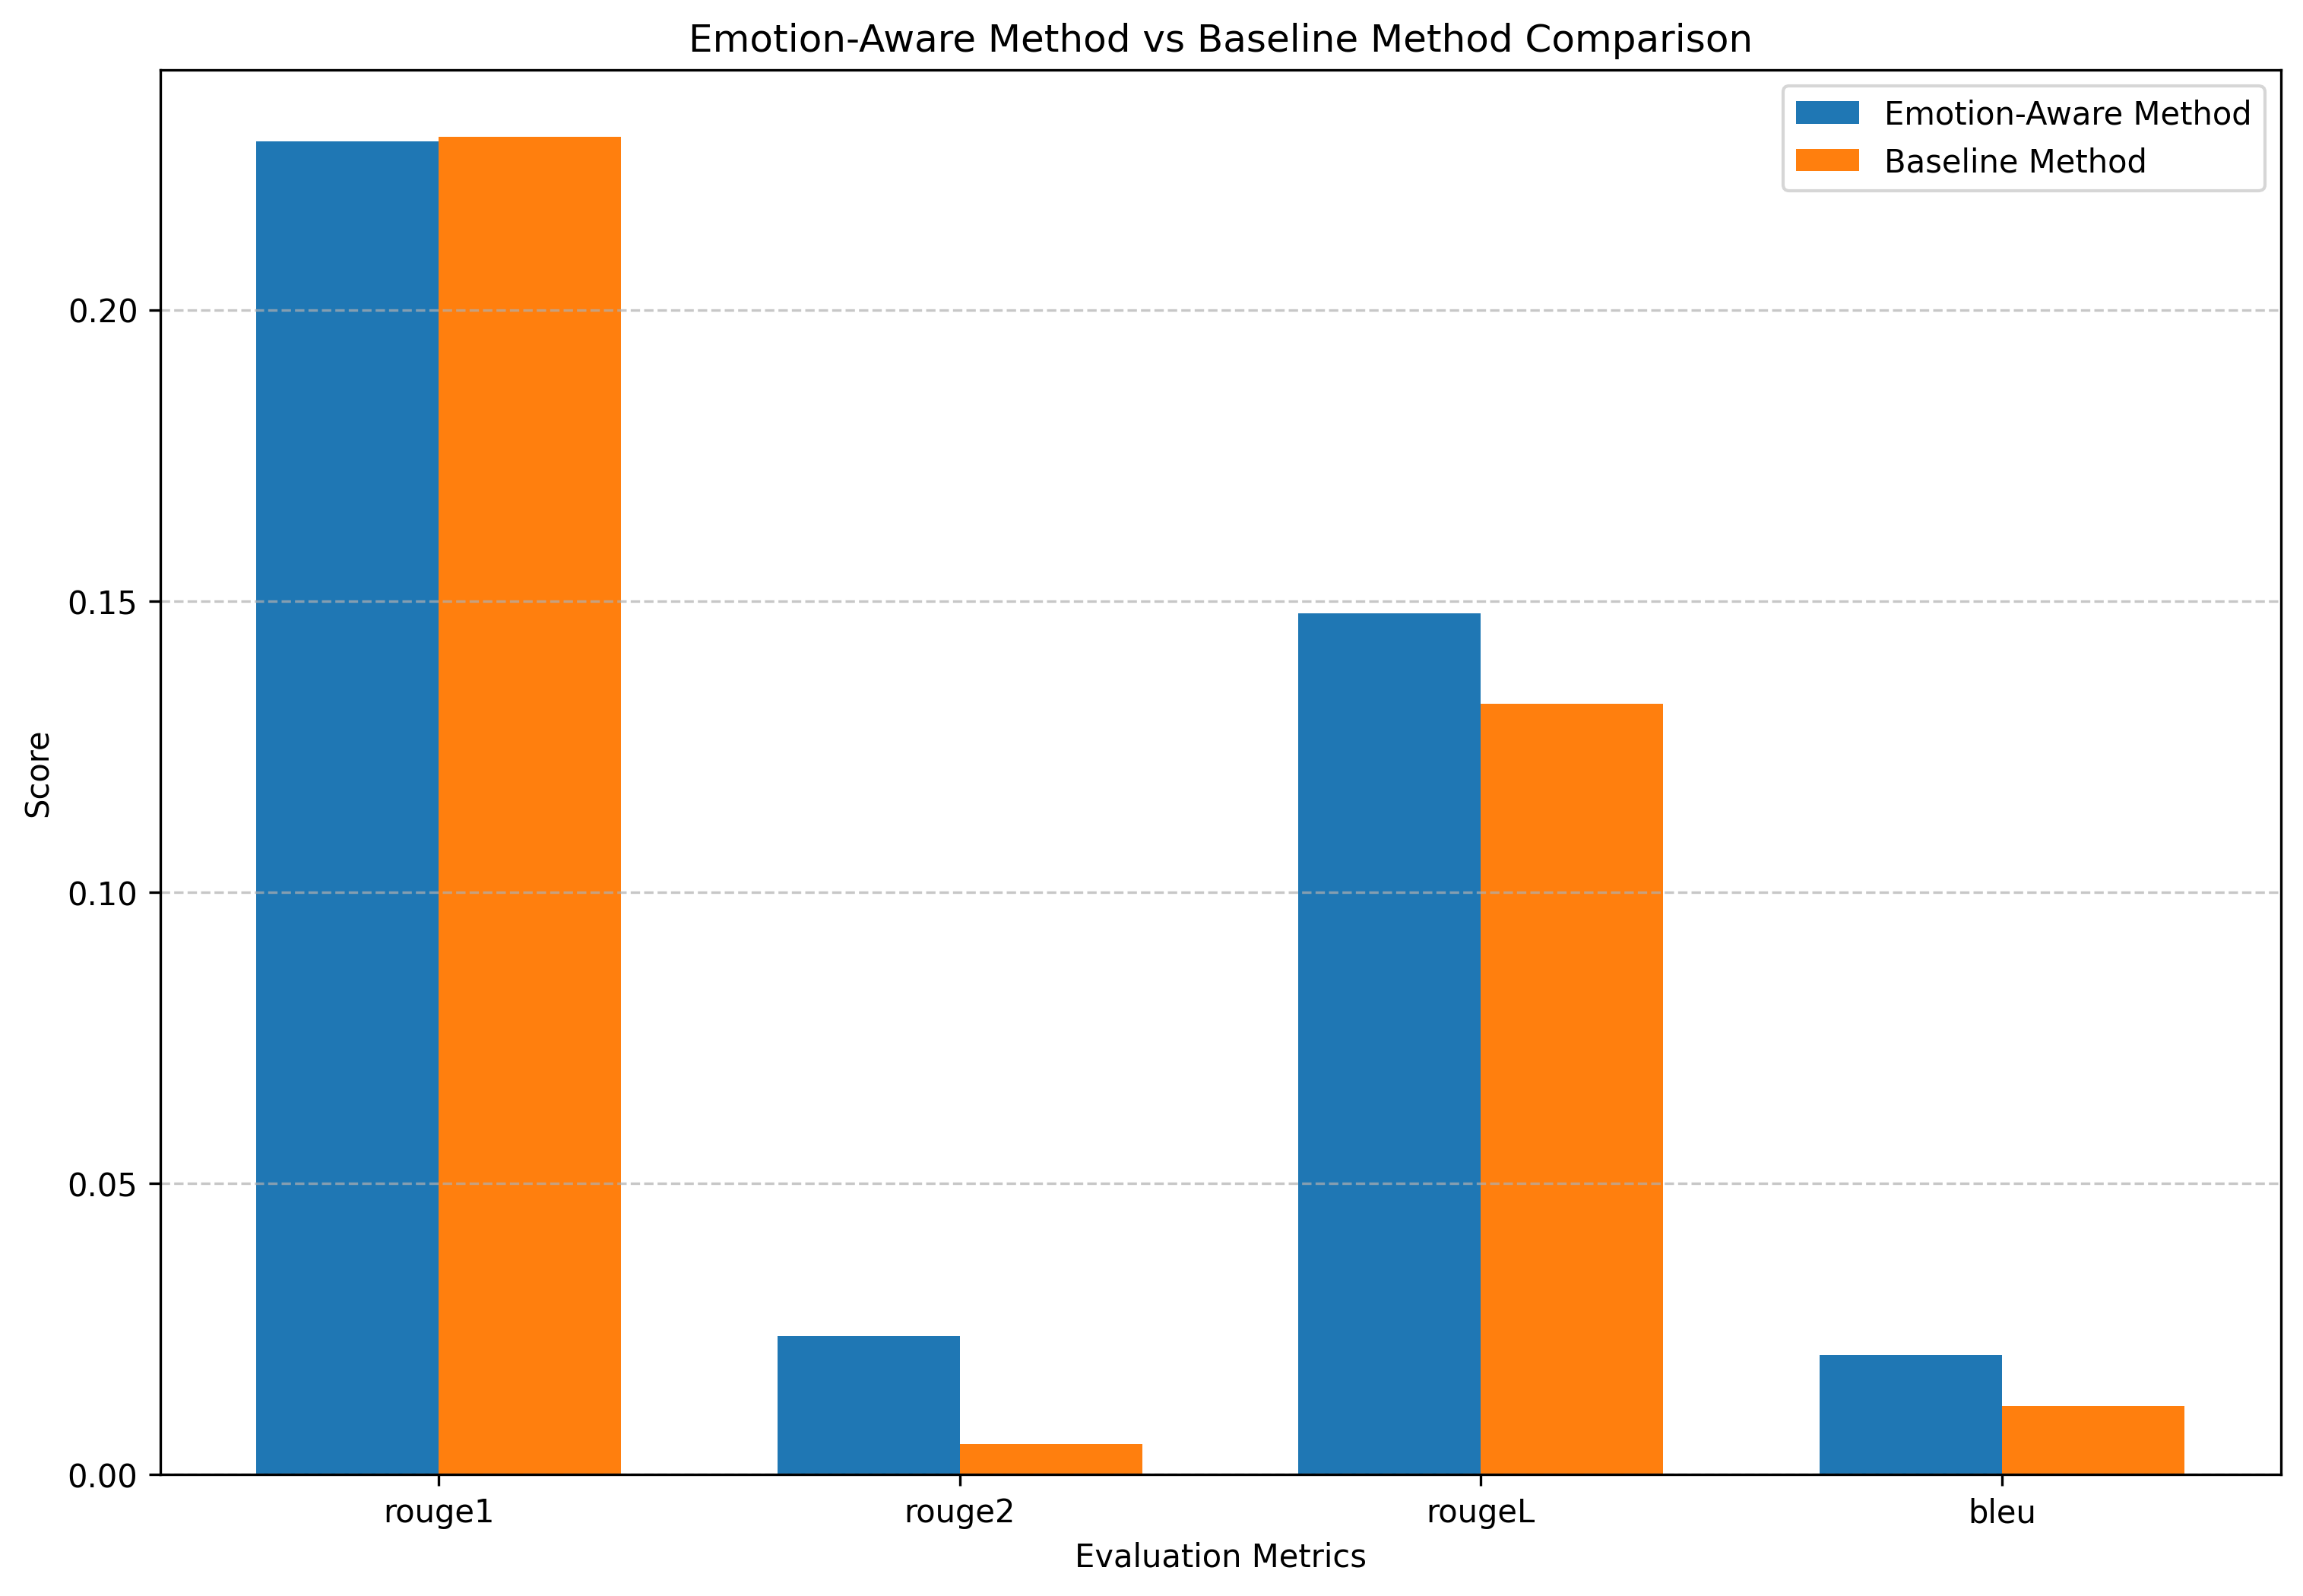 Emotion-Aware Method vs Baseline Method Comparison
Emotion-Aware Method
Baseline Method
0.20
0.15
0.10
0.05
0.00
Score
rouge1 rouge2 rougeL bleu
Evaluation Metrics